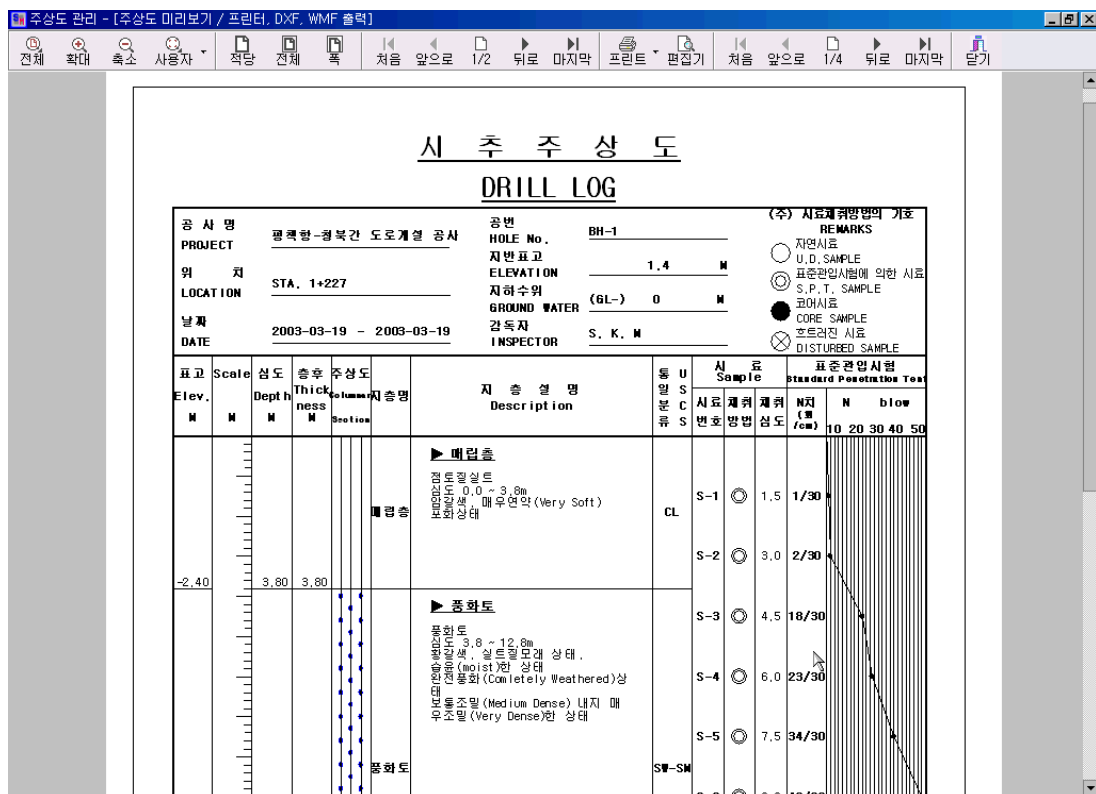 주상도 관리 - [주상도 미리보기 / 프린터, DXF, WMF 출력]
전체 확대 축소 사용자 적당 전체 폭 처음 앞으로 1/2 뒤로 마지막 프린트 편집기 처음 앞으로 1/4 뒤로 마지막 닫기
시 추 주 상 도
DRILL LOG
공 사 명
PROJECT
평택항-청북간 도로개설 공사
위 치
LOCATION
STA. 1+227
날짜
DATE
2003-03-19 - 2003-03-19
공번
HOLE No.
BH-1
지반표고
ELEVATION
1.4 M
지하수위
GROUND WATER
(GL-) 0 M
감독자
INSPECTOR
S. K. M
(주) 시료채취방법의 기호
REMARKS
자연시료
U.D. SAMPLE
표준관입시험에 의한 시료
S.P.T. SAMPLE
코어시료
CORE SAMPLE
흐트러진 시료
DISTURBED SAMPLE
표고 Elev. M
Scale M
심도 Depth M
층후 Thickness M
주상도 Columnar Section
지층명
지 층 설 명
Description
통일분류 USCS
시 료
Sample
시료번호
채취방법
채취심도
표준관입시험
Standard Penetration Test
N치 (회/cm)
N blow
10 20 30 40 50
▶ 매립층
점토질실트
심도 0.0 ~ 3.8m
암갈색, 매우연약(Very Soft)
포화상태
매립층
CL
S-1 1.5 1/30
S-2 3.0 2/30
-2.40 3.80 3.80
▶ 풍화토
풍화토
심도 3.8 ~ 12.8m
황갈색, 실트질모래 상태,
습윤(moist)한 상태
완전풍화(Comletely Weathered)상
태
보통조밀(Medium Dense) 내지 매
우조밀(Very Dense)한 상태
풍화토
SW-SM
S-3 4.5 18/30
S-4 6.0 23/30
S-5 7.5 34/30